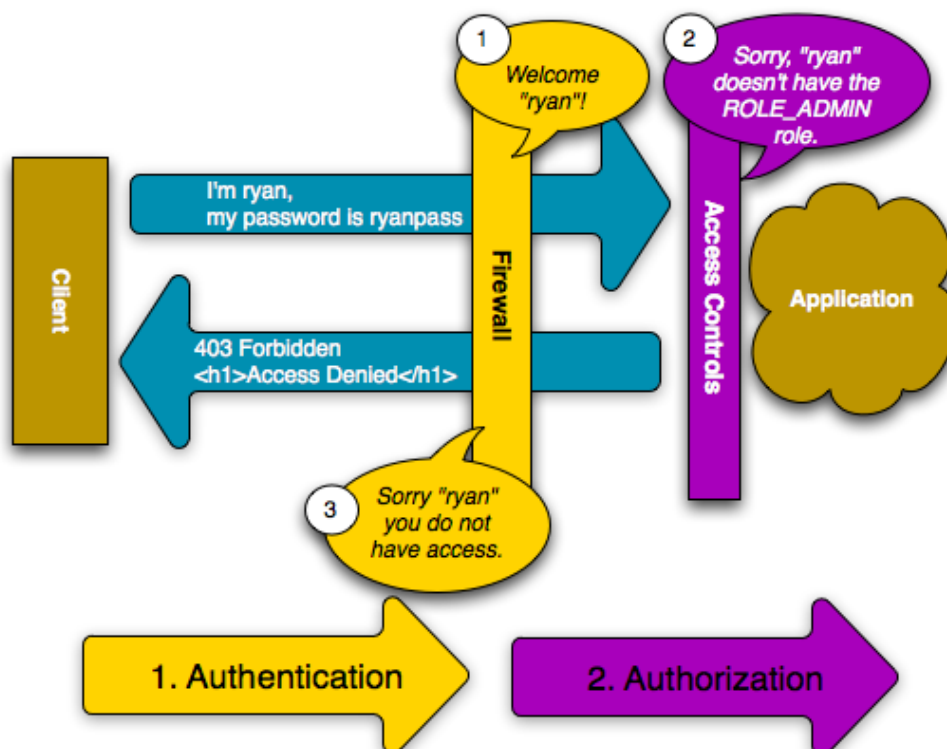 1
Welcome
"ryan"!
2
Sorry, "ryan"
doesn't have the
ROLE_ADMIN
role.
Client
I'm ryan,
my password is ryanpass
Firewall
Access Controls
Application
403 Forbidden
<h1>Access Denied</h1>
3
Sorry "ryan"
you do not
have access.
1. Authentication
2. Authorization